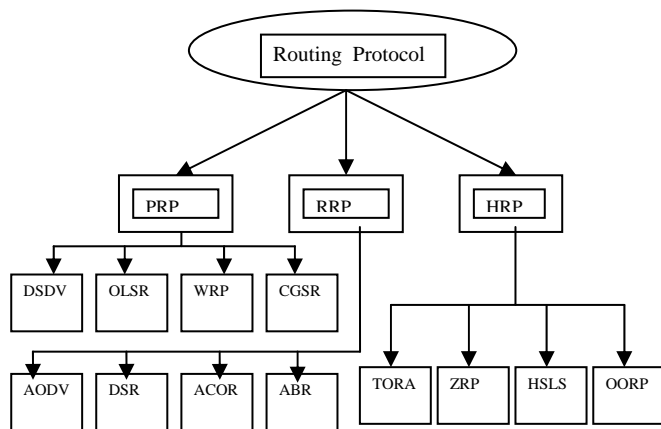 Routing Protocol
PRP
RRP
HRP
DSDV
OLSR
WRP
CGSR
AODV
DSR
ACOR
ABR
TORA
ZRP
HSLS
OORP